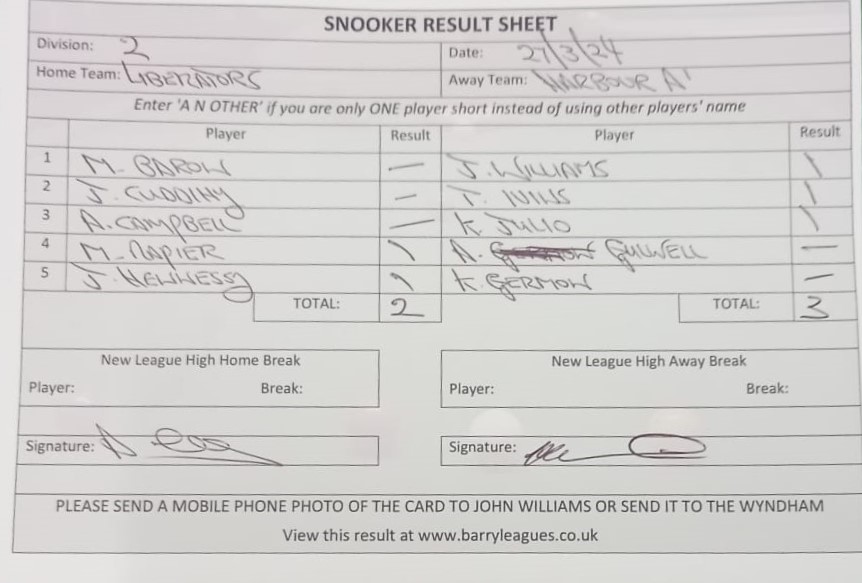 SNOOKER RESULT SHEET
Division: 2 Date: 27/3/24
Home Team: LIBERATORS Away Team: HARBOUR 'A'
Enter 'A N OTHER' if you are only ONE player short instead of using other players' name
Player Result Player Result
1 M. BAROW — J. WILLIAMS 1
2 J. CUDDIHY — T. IVINS 1
3 A. CAMPBELL — K. JULIO 1
4 M. NAPIER 1 A. GULWELL —
5 J. HENNESSY 1 K. GERMON —
TOTAL: 2 TOTAL: 3
New League High Home Break New League High Away Break
Player: Break: Player: Break:
Signature: Signature:
PLEASE SEND A MOBILE PHONE PHOTO OF THE CARD TO JOHN WILLIAMS OR SEND IT TO THE WYNDHAM
View this result at www.barryleagues.co.uk